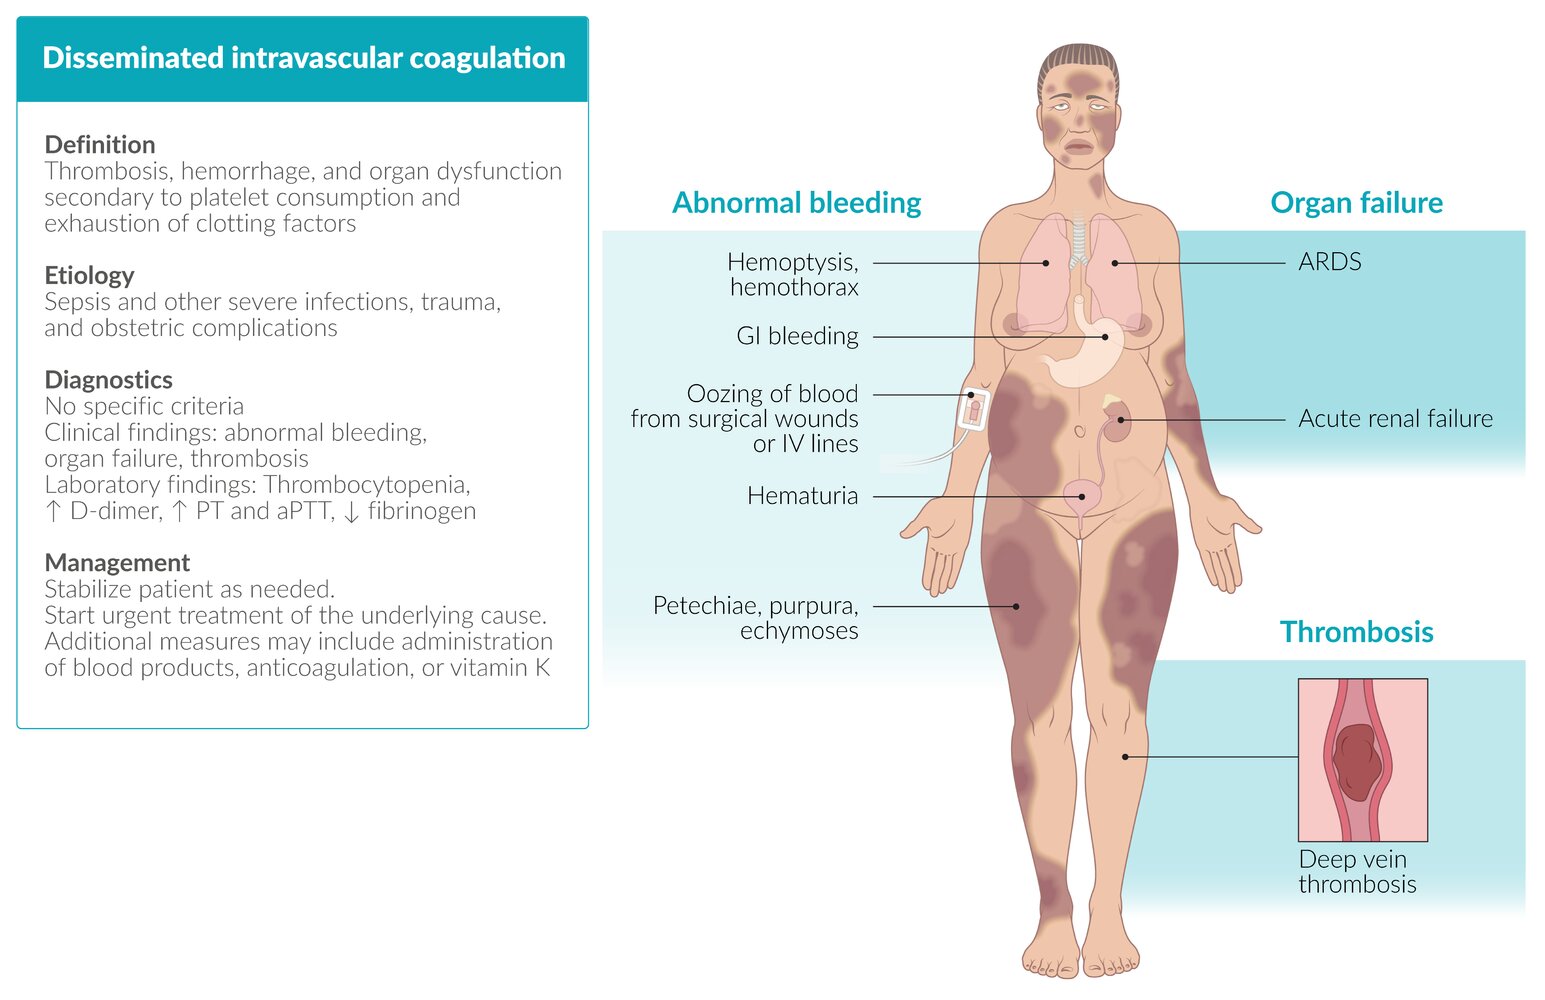 Disseminated intravascular coagulation
Definition
Thrombosis, hemorrhage, and organ dysfunction
secondary to platelet consumption and
exhaustion of clotting factors
Etiology
Sepsis and other severe infections, trauma,
and obstetric complications
Diagnostics
No specific criteria
Clinical findings: abnormal bleeding,
organ failure, thrombosis
Laboratory findings: Thrombocytopenia,
↑ D-dimer, ↑ PT and aPTT, ↓ fibrinogen
Management
Stabilize patient as needed.
Start urgent treatment of the underlying cause.
Additional measures may include administration
of blood products, anticoagulation, or vitamin K
Abnormal bleeding
Hemoptysis,
hemothorax
GI bleeding
Oozing of blood
from surgical wounds
or IV lines
Hematuria
Petechiae, purpura,
echymoses
Organ failure
ARDS
Acute renal failure
Thrombosis
Deep vein
thrombosis